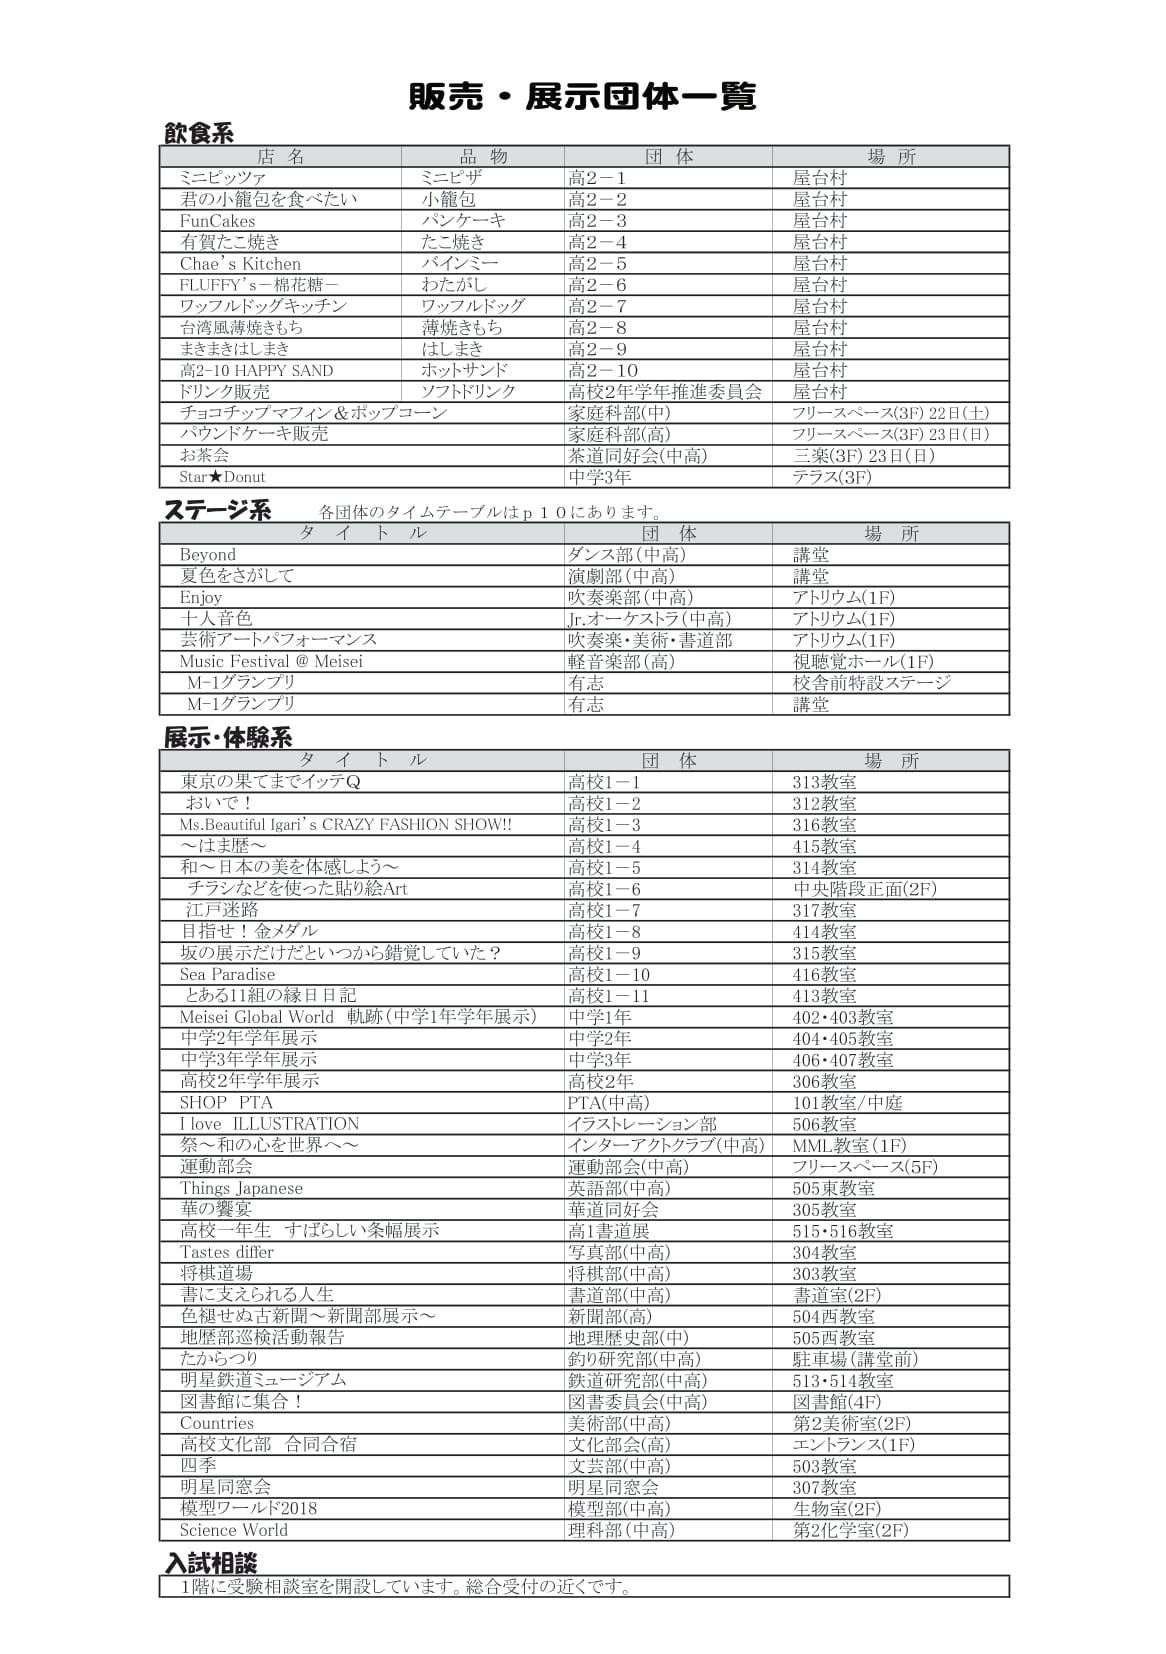 販売・展示団体一覧
飲食系
店 名 品 物 団 体 場 所
ミニピッツァ ミニピザ 高2－1 屋台村
君の小籠包を食べたい 小籠包 高2－2 屋台村
FunCakes パンケーキ 高2－3 屋台村
有賀たこ焼き たこ焼き 高2－4 屋台村
Chae’s Kitchen バインミー 高2－5 屋台村
FLUFFY’s－棉花糖－ わたがし 高2－6 屋台村
ワッフルドッグキッチン ワッフルドッグ 高2－7 屋台村
台湾風薄焼きもち 薄焼きもち 高2－8 屋台村
まきまきはしまき はしまき 高2－9 屋台村
高2-10 HAPPY SAND ホットサンド 高2－10 屋台村
ドリンク販売 ソフトドリンク 高校2年学年推進委員会 屋台村
チョコチップマフィン＆ポップコーン 家庭科部(中) フリースペース(3F) 22日(土)
パウンドケーキ販売 家庭科部(高) フリースペース(3F) 23日(日)
お茶会 茶道同好会(中高) 三楽(3F) 23日(日)
Star★Donut 中学3年 テラス(3F)
ステージ系 各団体のタイムテーブルはｐ１０にあります。
タ イ ト ル 団 体 場 所
Beyond ダンス部(中高) 講堂
夏色をさがして 演劇部(中高) 講堂
Enjoy 吹奏楽部(中高) アトリウム(1F)
十人音色 Jr.オーケストラ(中高) アトリウム(1F)
芸術アートパフォーマンス 吹奏楽・美術・書道部 アトリウム(1F)
Music Festival @ Meisei 軽音楽部(高) 視聴覚ホール(1F)
M-1グランプリ 有志 校舎前特設ステージ
M-1グランプリ 有志 講堂
展示・体験系
タ イ ト ル 団 体 場 所
東京の果てまでイッテQ 高校1－1 313教室
おいで！ 高校1－2 312教室
Ms.Beautiful Igari’s CRAZY FASHION SHOW!! 高校1－3 316教室
～はま歴～ 高校1－4 415教室
和～日本の美を体感しよう～ 高校1－5 314教室
チラシなどを使った貼り絵Art 高校1－6 中央階段正面(2F)
江戸迷路 高校1－7 317教室
目指せ！金メダル 高校1－8 414教室
坂の展示だけだといつから錯覚していた？ 高校1－9 315教室
Sea Paradise 高校1－10 416教室
とある11組の縁日日記 高校1－11 413教室
Meisei Global World 軌跡(中学1年学年展示) 中学1年 402・403教室
中学2年学年展示 中学2年 404・405教室
中学3年学年展示 中学3年 406・407教室
高校2年学年展示 高校2年 306教室
SHOP PTA PTA(中高) 101教室/中庭
I love ILLUSTRATION イラストレーション部 506教室
祭～和の心を世界へ～ インターアクトクラブ(中高) MML教室(1F)
運動部会 運動部会(中高) フリースペース(5F)
Things Japanese 英語部(中高) 505東教室
華の饗宴 華道同好会 305教室
高校一年生 すばらしい条幅展示 高1書道展 515・516教室
Tastes differ 写真部(中高) 304教室
将棋道場 将棋部(中高) 303教室
書に支えられる人生 書道部(中高) 書道室(2F)
色褪せぬ古新聞～新聞部展示～ 新聞部(高) 504西教室
地歴部巡検活動報告 地理歴史部(中) 505西教室
たからつり 釣り研究部(中高) 駐車場(講堂前)
明星鉄道ミュージアム 鉄道研究部(中高) 513・514教室
図書館に集合！ 図書委員会(中高) 図書館(4F)
Countries 美術部(中高) 第2美術室(2F)
高校文化部 合同合宿 文化部会(高) エントランス(1F)
四季 文芸部(中高) 503教室
明星同窓会 明星同窓会 307教室
模型ワールド2018 模型部(中高) 生物室(2F)
Science World 理科部(中高) 第2化学室(2F)
入試相談
1階に受験相談室を開設しています。総合受付の近くです。